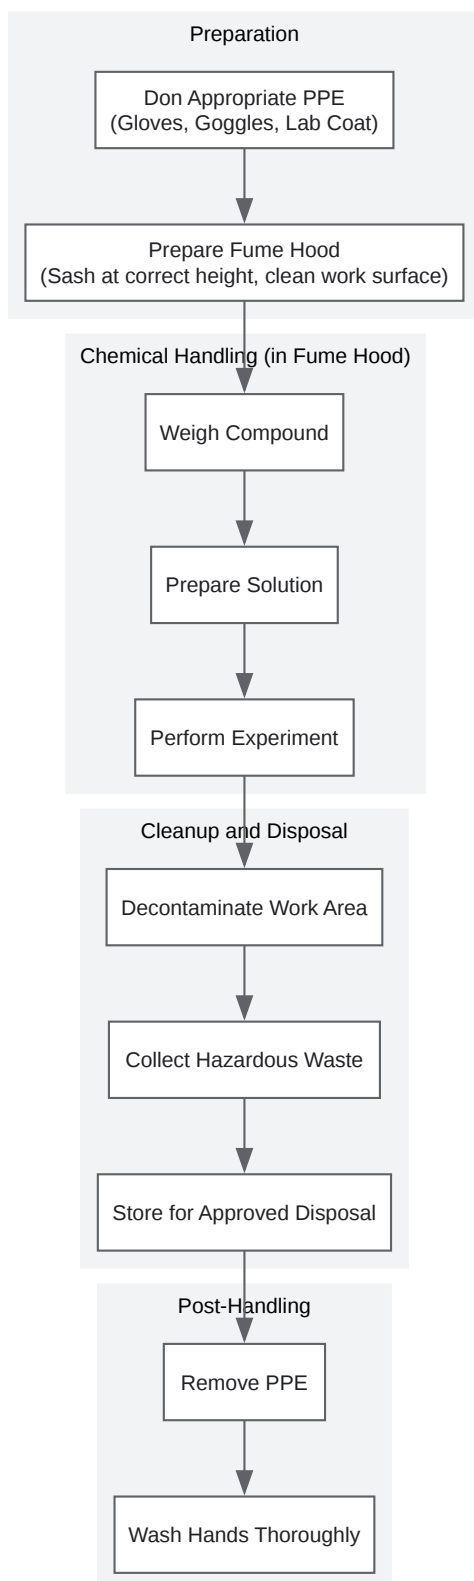 Preparation
Don Appropriate PPE
(Gloves, Goggles, Lab Coat)
Prepare Fume Hood
(Sash at correct height, clean work surface)
Chemical Handling (in Fume Hood)
Weigh Compound
Prepare Solution
Perform Experiment
Cleanup and Disposal
Decontaminate Work Area
Collect Hazardous Waste
Store for Approved Disposal
Post-Handling
Remove PPE
Wash Hands Thoroughly